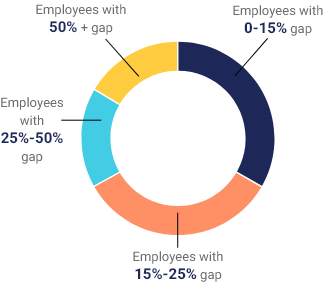 Employees with
50% + gap
Employees with
0-15% gap
Employees
with
25%-50%
gap
Employees with
15%-25% gap